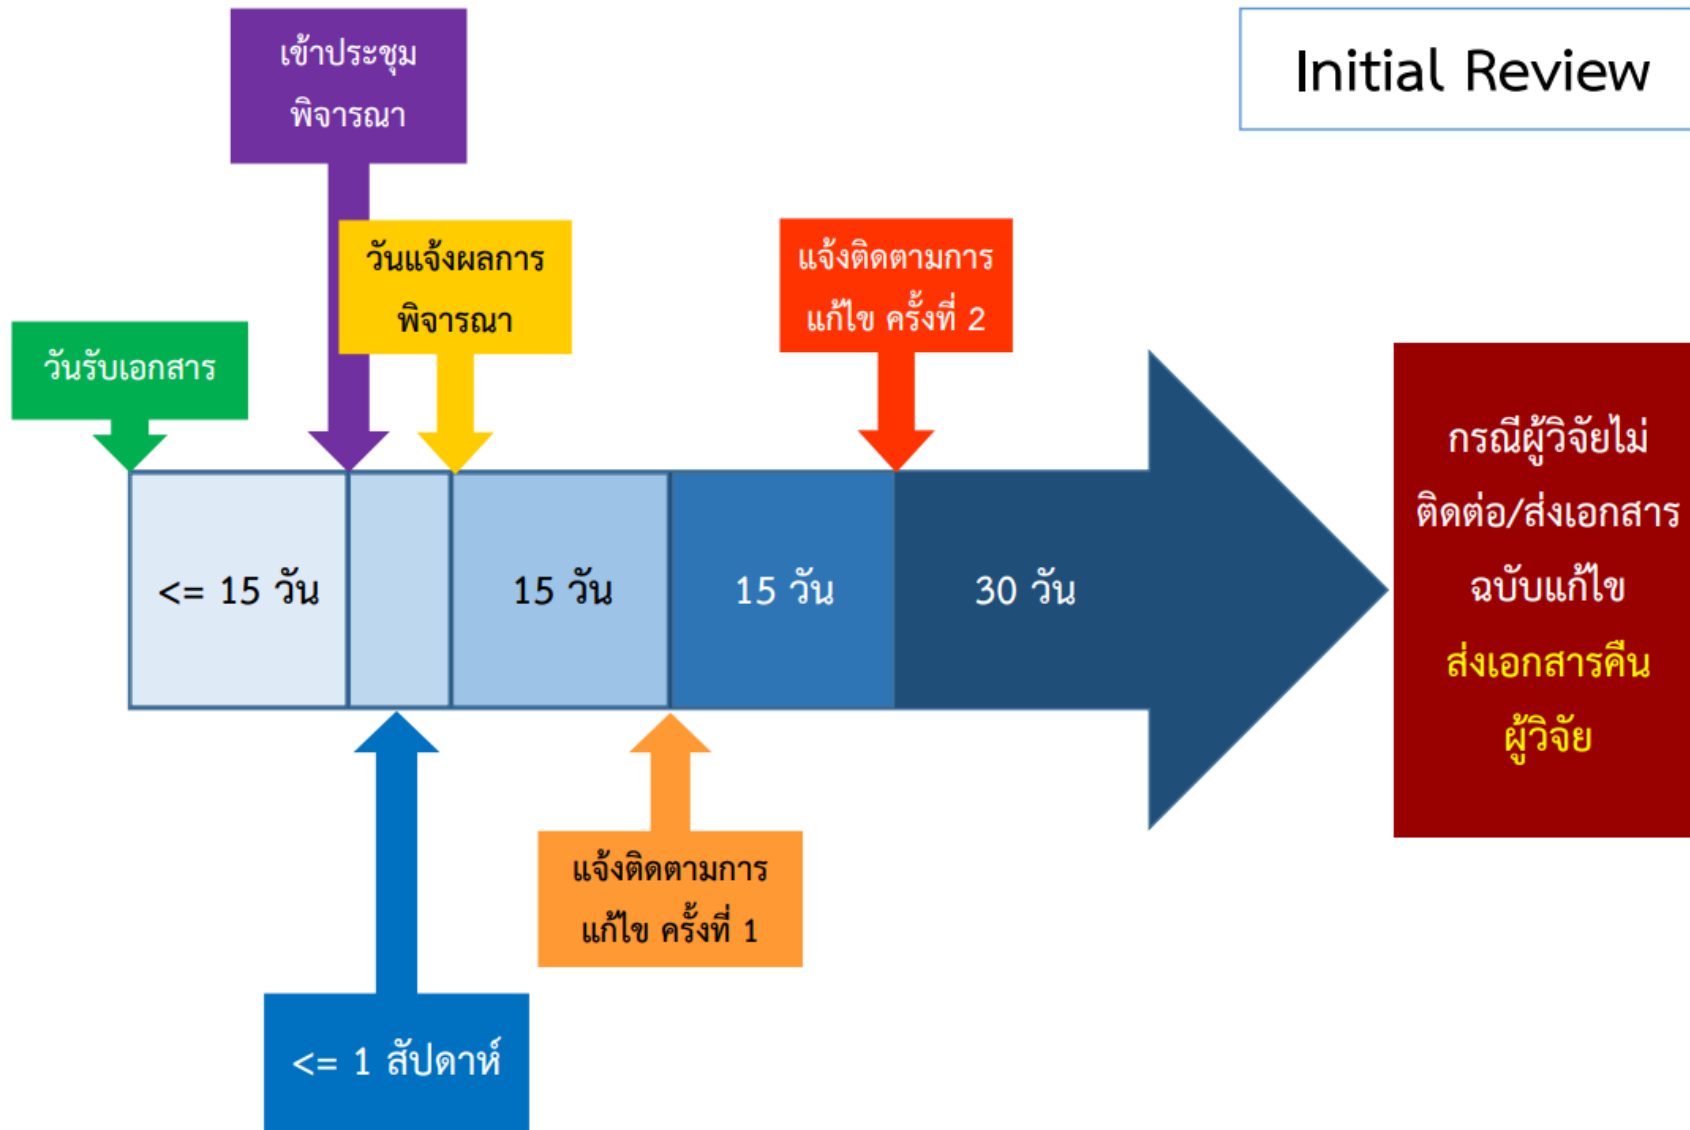 Initial Review
เข้าประชุม
พิจารณา
วันแจ้งผลการ
พิจารณา
แจ้งติดตามการ
แก้ไข ครั้งที่ 2
วันรับเอกสาร
<= 15 วัน
15 วัน
15 วัน
30 วัน
กรณีผู้วิจัยไม่
ติดต่อ/ส่งเอกสาร
ฉบับแก้ไข
ส่งเอกสารคืน
ผู้วิจัย
แจ้งติดตามการ
แก้ไข ครั้งที่ 1
<= 1 สัปดาห์